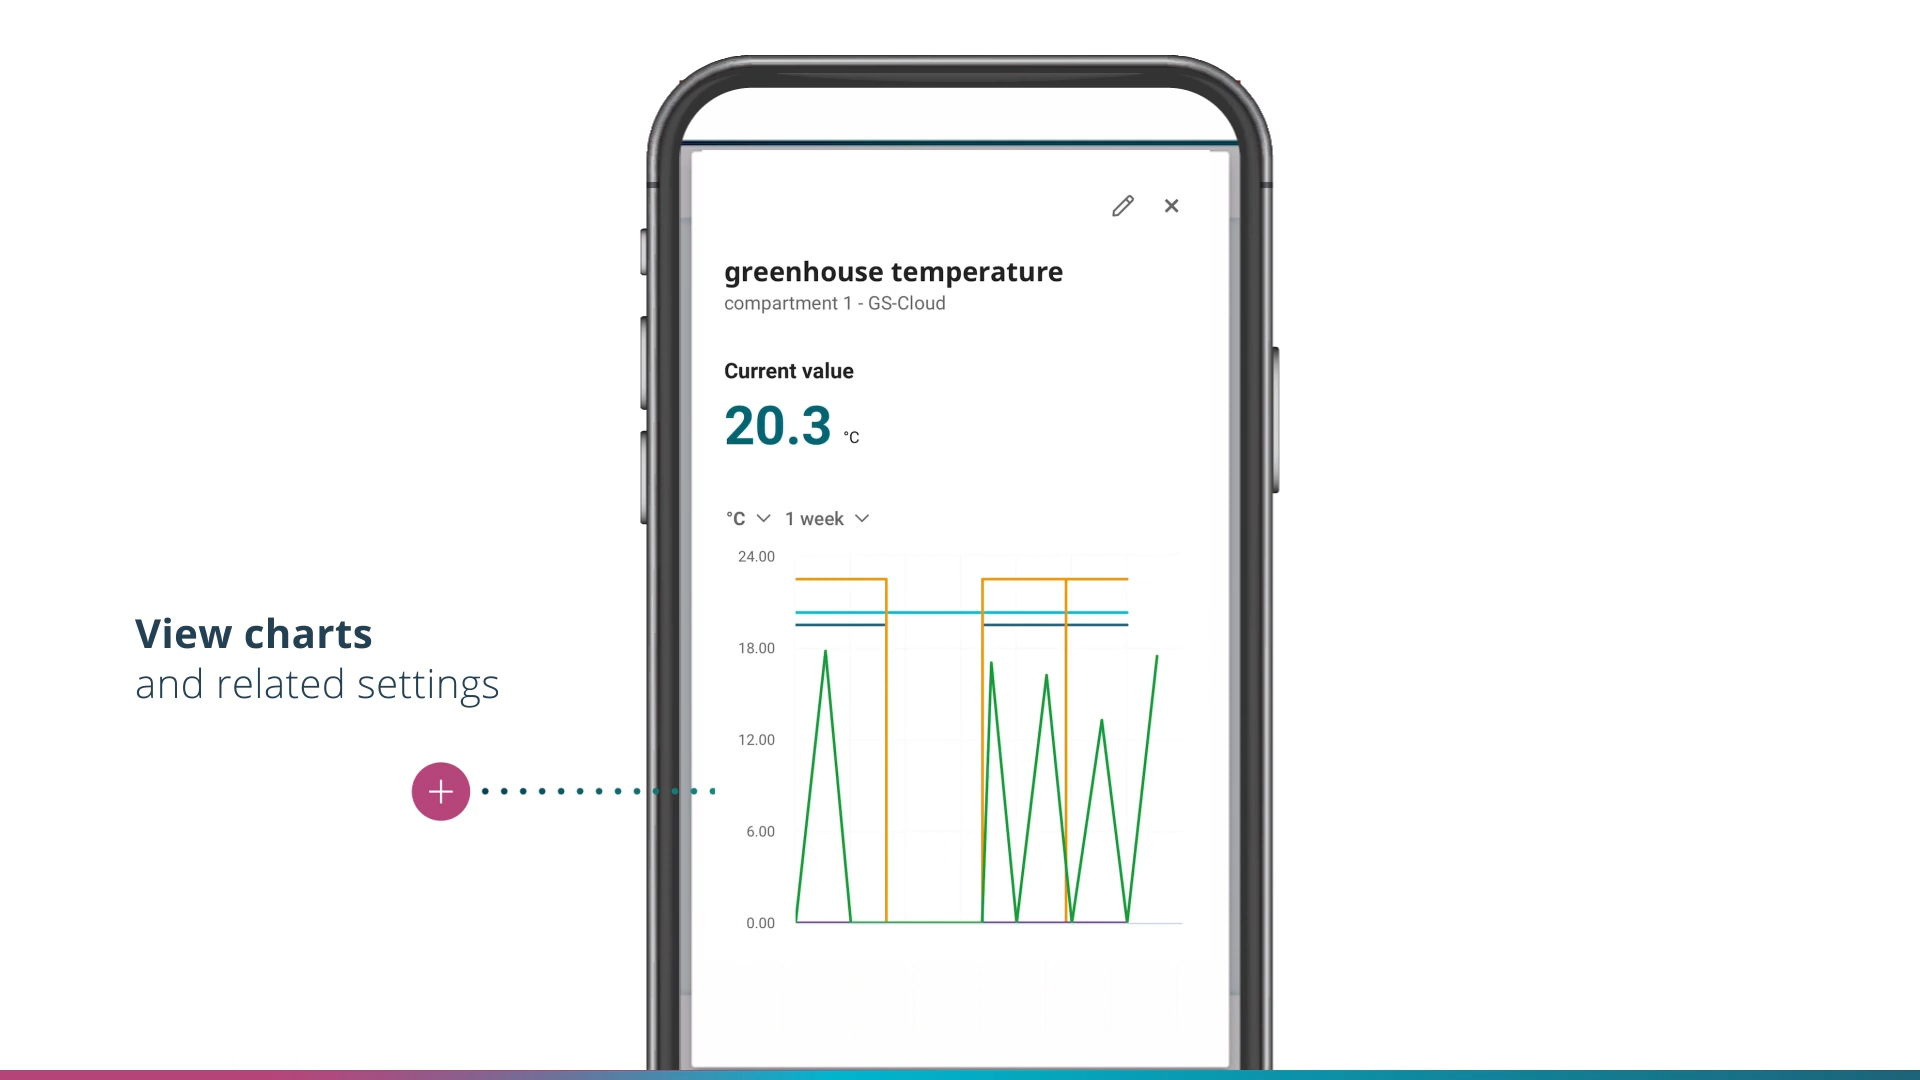 greenhouse temperature
compartment 1 - GS-Cloud
Current value
20.3 °C
°C 1 week
24.00
18.00
12.00
6.00
0.00
View charts
and related settings